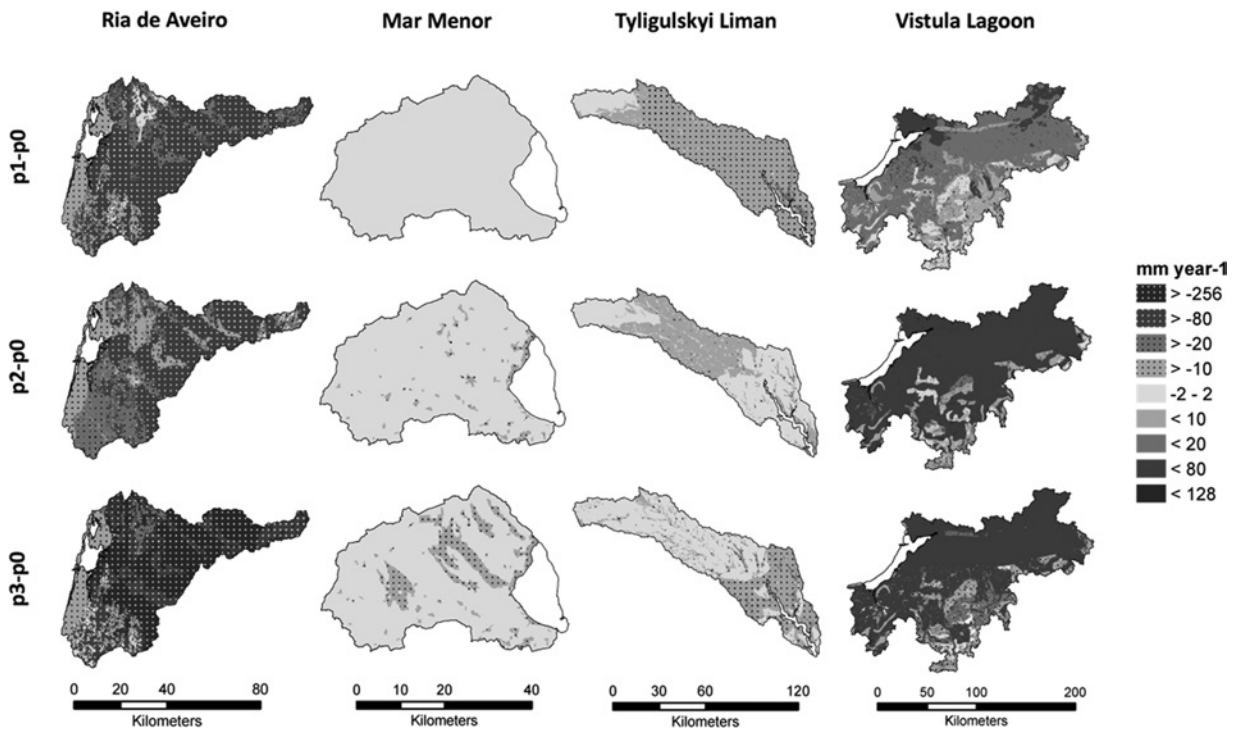 Ria de Aveiro
Mar Menor
Tyligulskyi Liman
Vistula Lagoon
p1-p0
p2-p0
p3-p0
mm year-1
> -256
> -80
> -20
> -10
-2 - 2
< 10
< 20
< 80
< 128
0 20 40 80
Kilometers
0 10 20 40
Kilometers
0 30 60 120
Kilometers
0 50 100 200
Kilometers